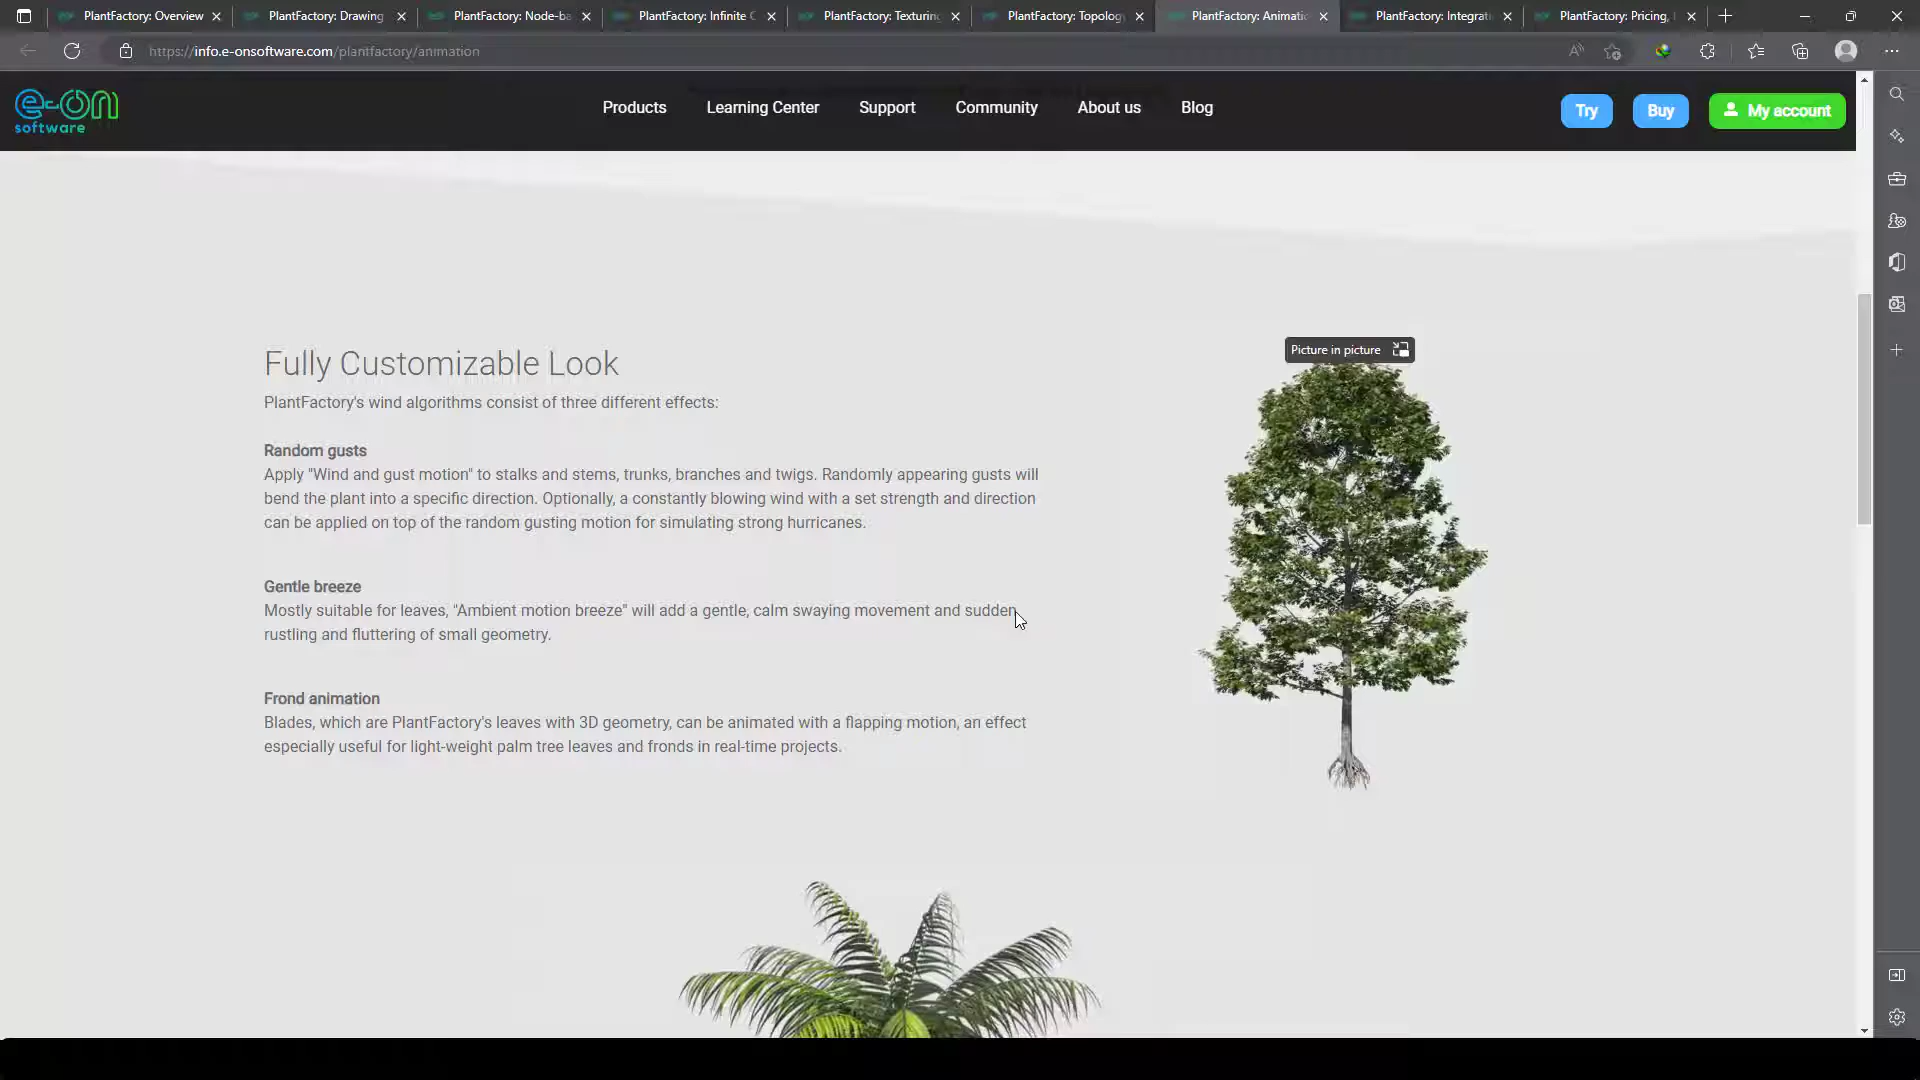 PlantFactory: Overview
PlantFactory: Drawing
PlantFactory: Node-ba
PlantFactory: Infinite C
PlantFactory: Texturing
PlantFactory: Topology
PlantFactory: Animati
PlantFactory: Integrati
PlantFactory: Pricing,
https://info.e-onsoftware.com/plantfactory/animation
e-on
software
Products
Learning Center
Support
Community
About us
Blog
Try
Buy
My account
Fully Customizable Look
PlantFactory's wind algorithms consist of three different effects:
Random gusts
Apply "Wind and gust motion" to stalks and stems, trunks, branches and twigs. Randomly appearing gusts will
bend the plant into a specific direction. Optionally, a constantly blowing wind with a set strength and direction
can be applied on top of the random gusting motion for simulating strong hurricanes.
Gentle breeze
Mostly suitable for leaves, "Ambient motion breeze" will add a gentle, calm swaying movement and sudden
rustling and fluttering of small geometry.
Frond animation
Blades, which are PlantFactory's leaves with 3D geometry, can be animated with a flapping motion, an effect
especially useful for light-weight palm tree leaves and fronds in real-time projects.
Picture in picture